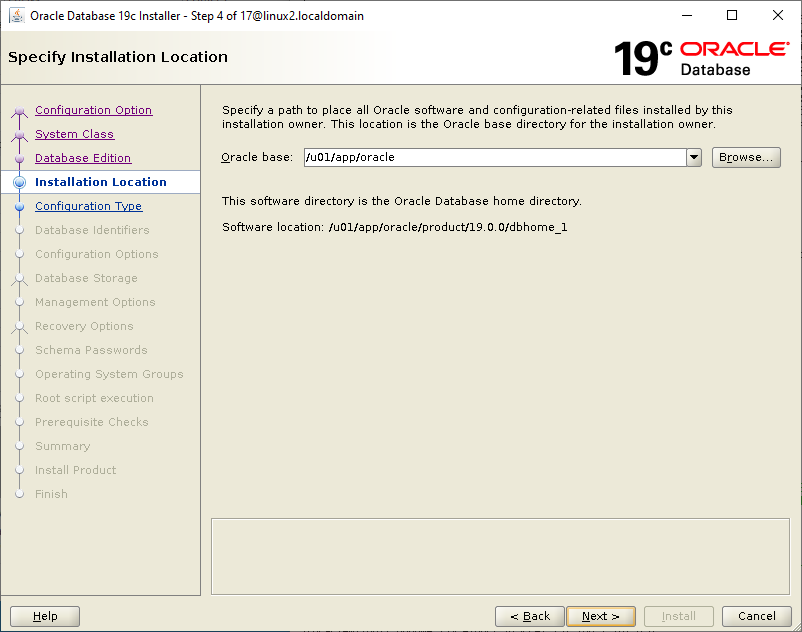 Oracle Database 19c Installer - Step 4 of 17@linux2.localdomain
Specify Installation Location
19c ORACLE
Database
Configuration Option
System Class
Database Edition
Installation Location
Configuration Type
Database Identifiers
Configuration Options
Database Storage
Management Options
Recovery Options
Schema Passwords
Operating System Groups
Root script execution
Prerequisite Checks
Summary
Install Product
Finish
Specify a path to place all Oracle software and configuration-related files installed by this
installation owner. This location is the Oracle base directory for the installation owner.
Oracle base: /u01/app/oracle Browse...
This software directory is the Oracle Database home directory.
Software location: /u01/app/oracle/product/19.0.0/dbhome_1
Help < Back Next > Install Cancel